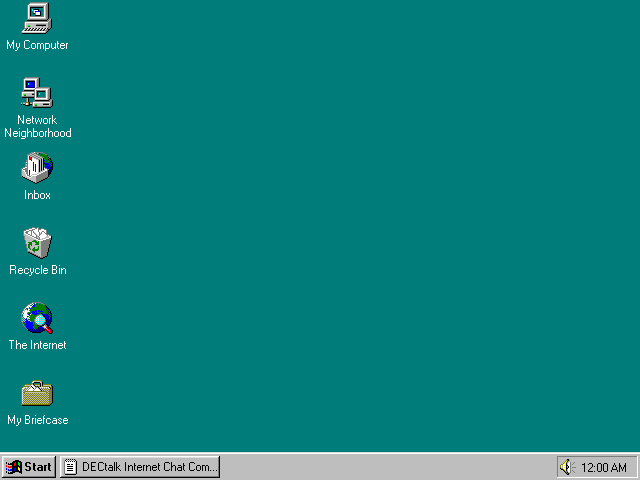 My Computer
Network
Neighborhood
Inbox
Recycle Bin
The Internet
My Briefcase
Start DECtalk Internet Chat Com... 12:00 AM